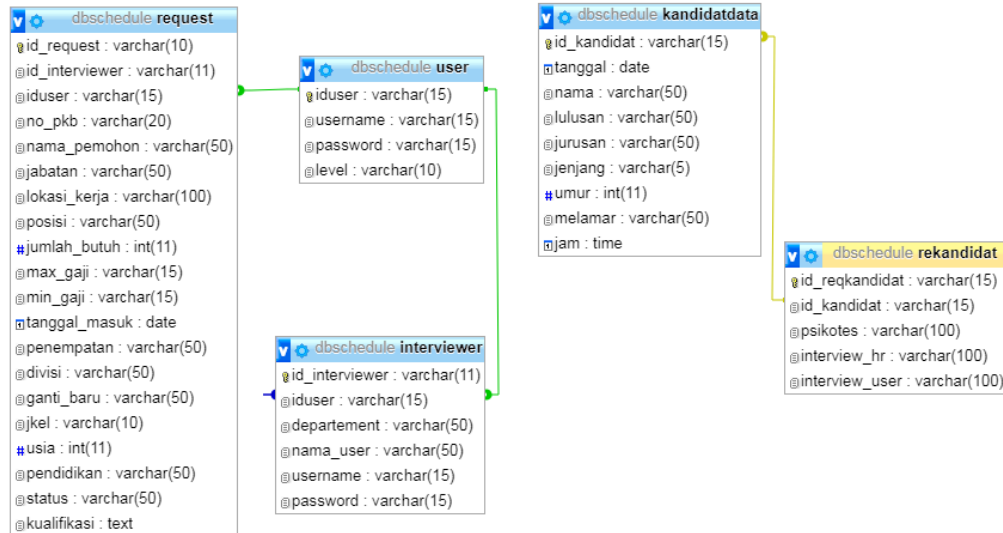 dbschedule request
id_request : varchar(10)
id_interviewer : varchar(11)
iduser : varchar(15)
no_pkb : varchar(20)
nama_pemohon : varchar(50)
jabatan : varchar(50)
lokasi_kerja : varchar(100)
posisi : varchar(50)
jumlah_butuh : int(11)
max_gaji : varchar(15)
min_gaji : varchar(15)
tanggal_masuk : date
penempatan : varchar(50)
divisi : varchar(50)
ganti_baru : varchar(50)
jkel : varchar(10)
usia : int(11)
pendidikan : varchar(50)
status : varchar(50)
kualifikasi : text
dbschedule user
iduser : varchar(15)
username : varchar(15)
password : varchar(15)
level : varchar(10)
dbschedule interviewer
id_interviewer : varchar(11)
iduser : varchar(15)
departement : varchar(50)
nama_user : varchar(50)
username : varchar(15)
password : varchar(15)
dbschedule kandidatdata
id_kandidat : varchar(15)
tanggal : date
nama : varchar(50)
lulusan : varchar(50)
jurusan : varchar(50)
jenjang : varchar(5)
umur : int(11)
melamar : varchar(50)
jam : time
dbschedule rekandidat
id_reqkandidat : varchar(15)
id_kandidat : varchar(15)
psikotes : varchar(100)
interview_hr : varchar(100)
interview_user : varchar(100)